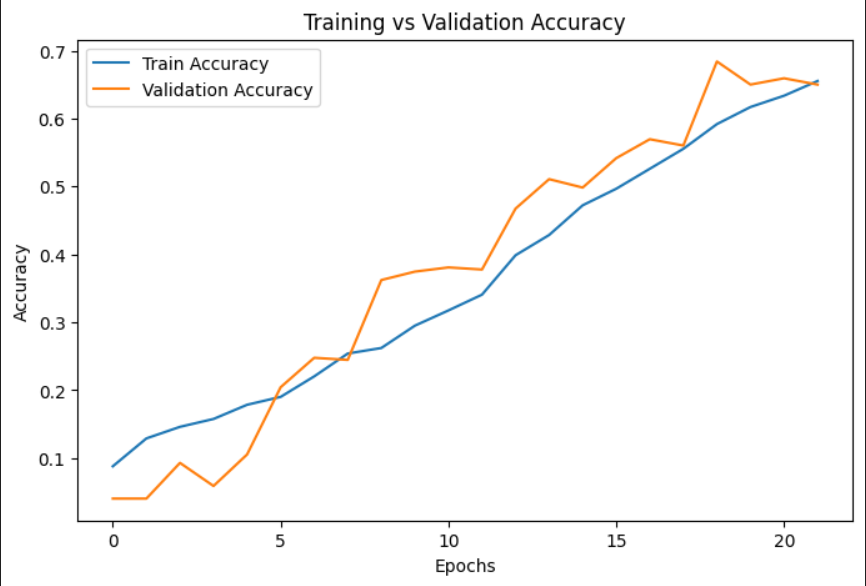 Training vs Validation Accuracy
Train Accuracy
Validation Accuracy
0.7
0.6
0.5
0.4
0.3
0.2
0.1
Accuracy
0 5 10 15 20
Epochs